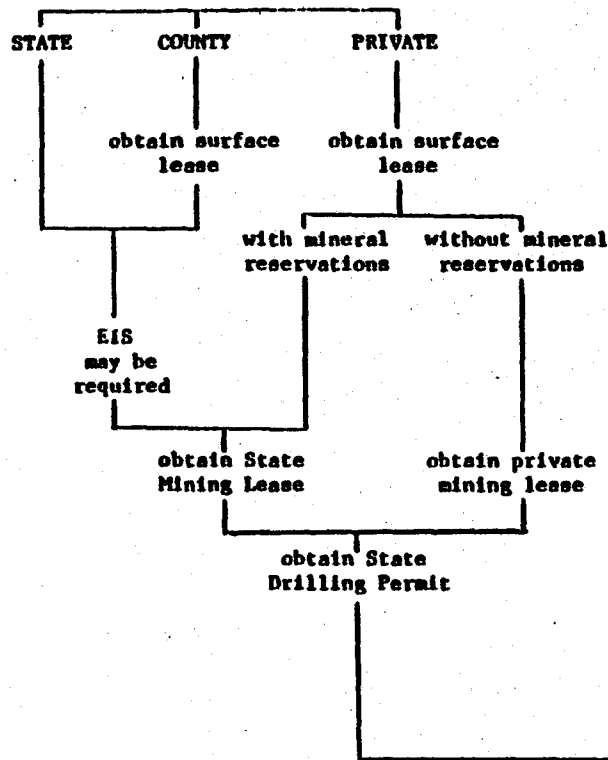 STATE COUNTY PRIVATE
obtain surface
lease
obtain surface
lease
with mineral
reservations
without mineral
reservations
EIS
may be
required
obtain State
Mining Lease
obtain private
mining lease
obtain State
Drilling Permit